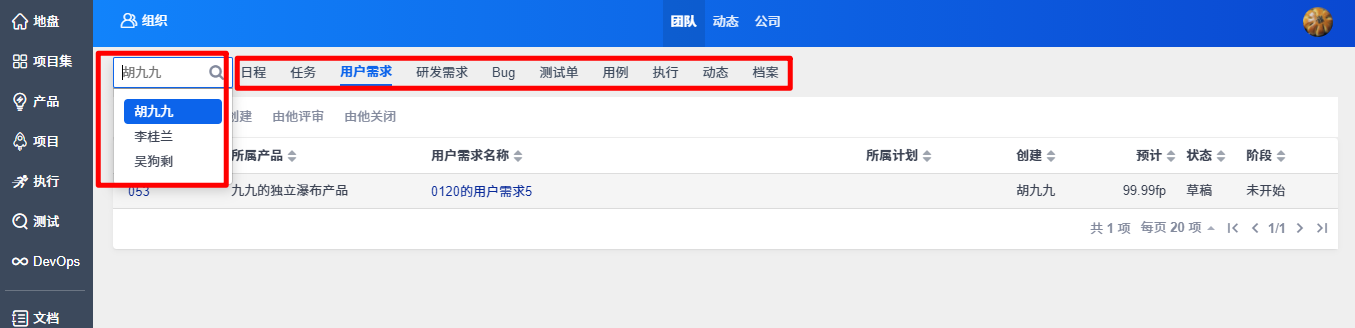 地盘
项目集
产品
项目
执行
测试
DevOps
文档
组织
团队 动态 公司
胡九九
日程 任务 用户需求 研发需求 Bug 测试单 用例 执行 动态 档案
胡九九
李桂兰
吴狗剩
创建 由他评审 由他关闭
所属产品 用户需求名称 所属计划 创建 预计 状态 阶段
053 九九的独立瀑布产品 0120的用户需求5 胡九九 99.99fp 草稿 未开始
共 1 项 每页 20 项 1/1